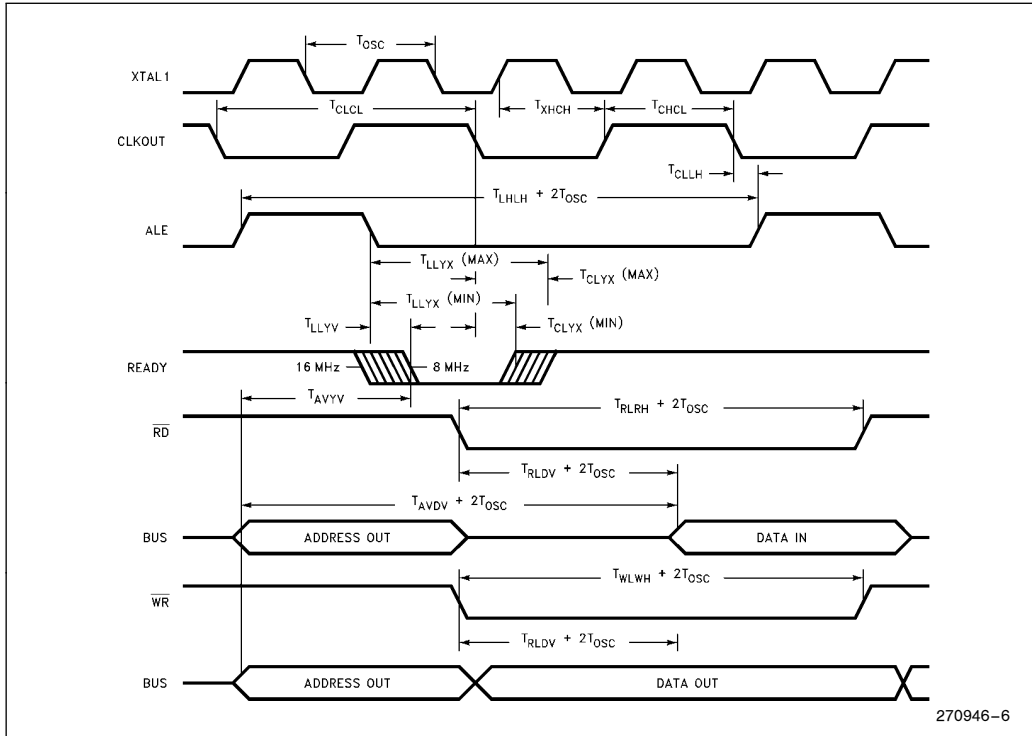 T_OSC
XTAL1
T_CLCL
T_XHCH
T_CHCL
CLKOUT
T_CLLH
T_LHLH + 2T_OSC
ALE
T_LLYX (MAX)
T_CLYX (MAX)
T_LLYX (MIN)
T_LLYV
T_CLYX (MIN)
READY
16 MHz
8 MHz
T_AVYV
T_RLRH + 2T_OSC
RD
T_RLDV + 2T_OSC
T_AVDV + 2T_OSC
BUS
ADDRESS OUT
DATA IN
T_WLWH + 2T_OSC
WR
T_RLDV + 2T_OSC
BUS
ADDRESS OUT
DATA OUT
270946–6